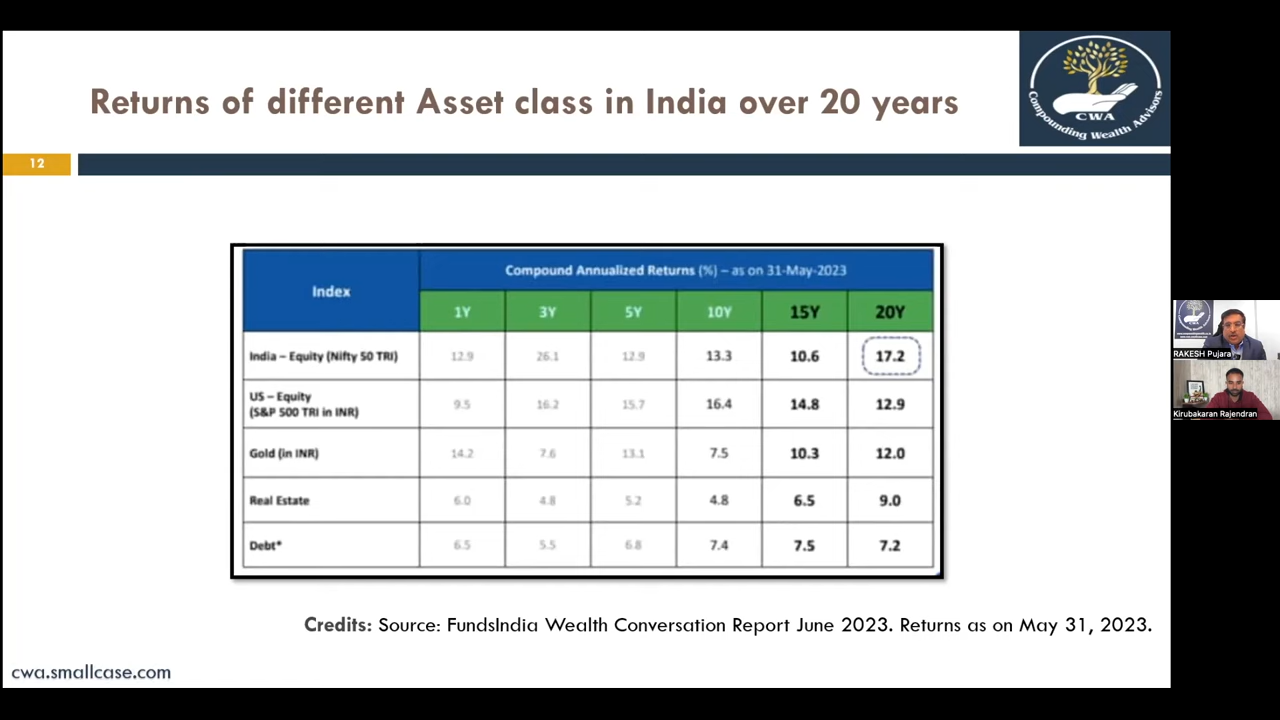 Returns of different Asset class in India over 20 years
CWA
Compounding Wealth Advisors
12
Index
Compound Annualized Returns (%) – as on 31-May-2023
1Y 3Y 5Y 10Y 15Y 20Y
India – Equity (Nifty 50 TRI) 12.9 26.1 12.9 13.3 10.6 17.2
US – Equity
(S&P 500 TRI in INR) 9.5 16.2 15.7 16.4 14.8 12.9
Gold (in INR) 14.2 7.6 13.1 7.5 10.3 12.0
Real Estate 6.0 4.8 5.2 4.8 6.5 9.0
Debt* 6.5 5.5 6.8 7.4 7.5 7.2
Credits: Source: FundsIndia Wealth Conversation Report June 2023. Returns as on May 31, 2023.
cwa.smallcase.com
RAKESH Pujara
Kirubakaran Rajendran